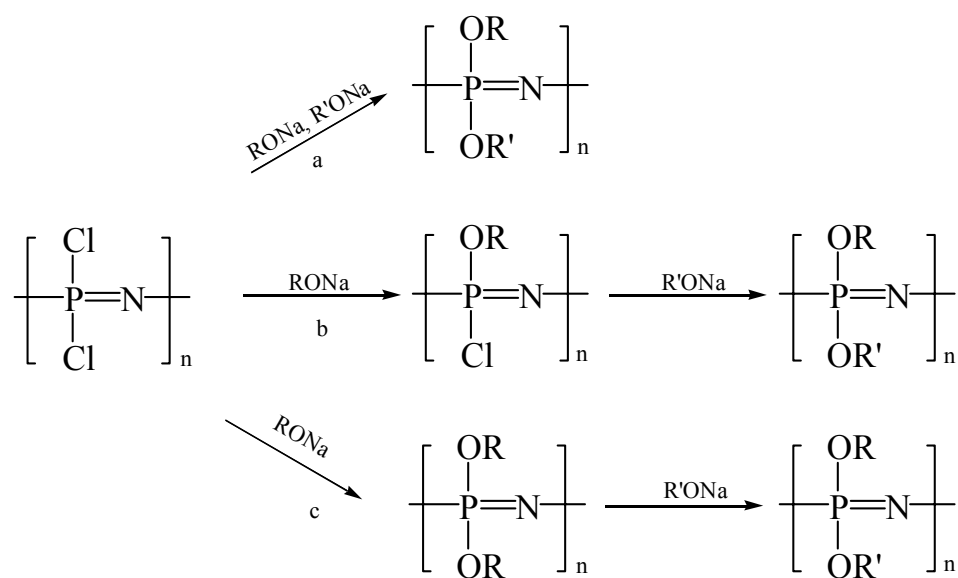 OR
P=N
OR'
n
RONa, R'ONa
a
Cl
P=N
Cl
n
RONa
b
OR
P=N
Cl
n
R'ONa
OR
P=N
OR'
n
RONa
c
OR
P=N
OR
n
R'ONa
OR
P=N
OR'
n